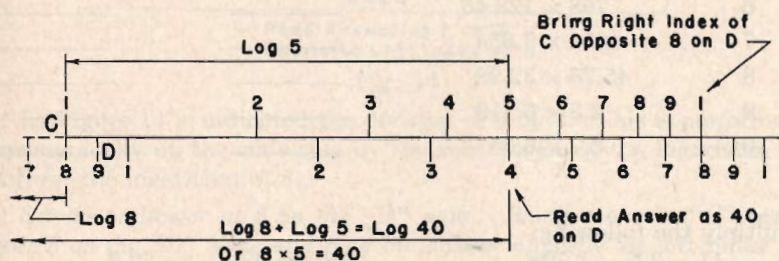 Bring Right Index of
C Opposite 8 on D
Log 5
1 2 3 4 5 6 7 8 9 1
C
D
7 8 9 1 2 3 4 5 6 7 8 9 1
Log 8
Log 8 + Log 5 = Log 40
Or 8 × 5 = 40
Read Answer as 40
an D